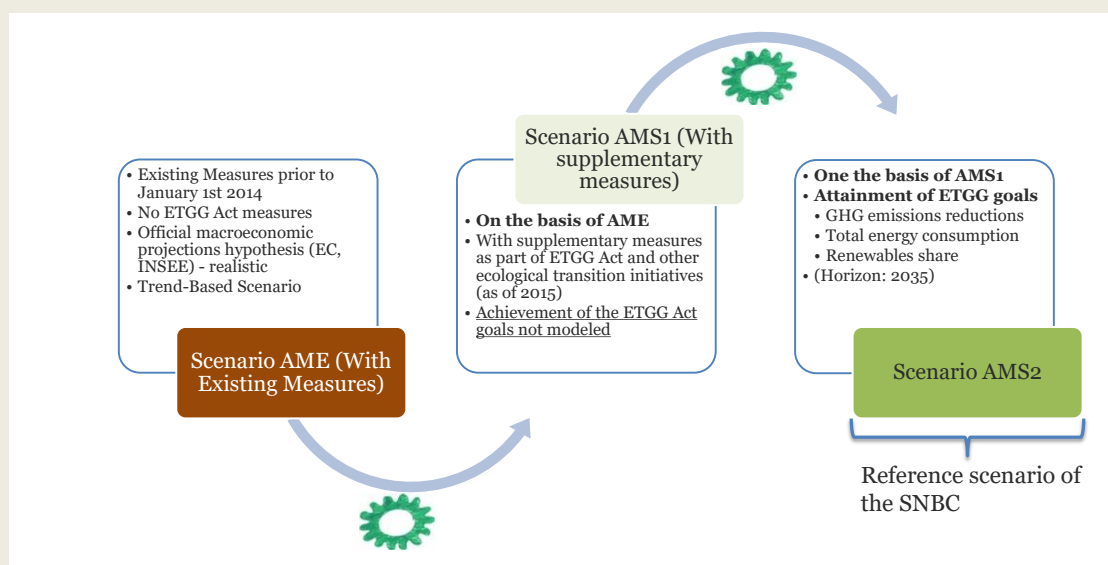 • Existing Measures prior to
January 1st 2014
• No ETGG Act measures
• Official macroeconomic
projections hypothesis (EC,
INSEE) - realistic
• Trend-Based Scenario
Scenario AME (With
Existing Measures)
Scenario AMS1 (With
supplementary
measures)
• On the basis of AME
• With supplementary measures
as part of ETGG Act and other
ecological transition initiatives
(as of 2015)
• Achievement of the ETGG Act
goals not modeled
• One the basis of AMS1
• Attainment of ETGG goals
• GHG emissions reductions
• Total energy consumption
• Renewables share
• (Horizon: 2035)
Scenario AMS2
Reference scenario of
the SNBC